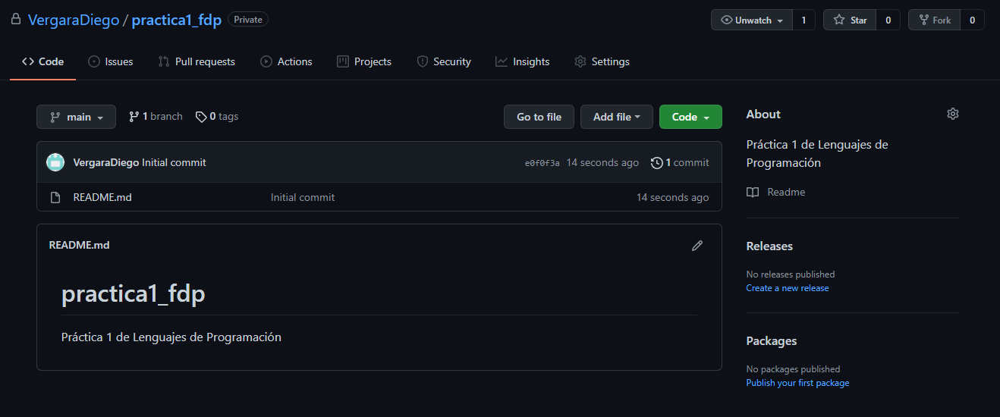 VergaraDiego / practica1_fdp Private
Unwatch 1 Star 0 Fork 0
Code Issues Pull requests Actions Projects Security Insights Settings
main 1 branch 0 tags Go to file Add file Code
VergaraDiego Initial commit e0f0f3a 14 seconds ago 1 commit
README.md Initial commit 14 seconds ago
README.md
practica1_fdp
Práctica 1 de Lenguajes de Programación
About
Práctica 1 de Lenguajes de
Programación
Readme
Releases
No releases published
Create a new release
Packages
No packages published
Publish your first package